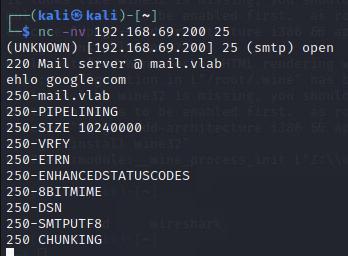 ┌──(kali㉿kali)-[~]
└─$ nc -nv 192.168.69.200 25
(UNKNOWN) [192.168.69.200] 25 (smtp) open
220 Mail server @ mail.vlab
ehlo google.com
250-mail.vlab
250-PIPELINING
250-SIZE 10240000
250-VRFY
250-ETRN
250-ENHANCEDSTATUSCODES
250-8BITMIME
250-DSN
250-SMTPUTF8
250 CHUNKING